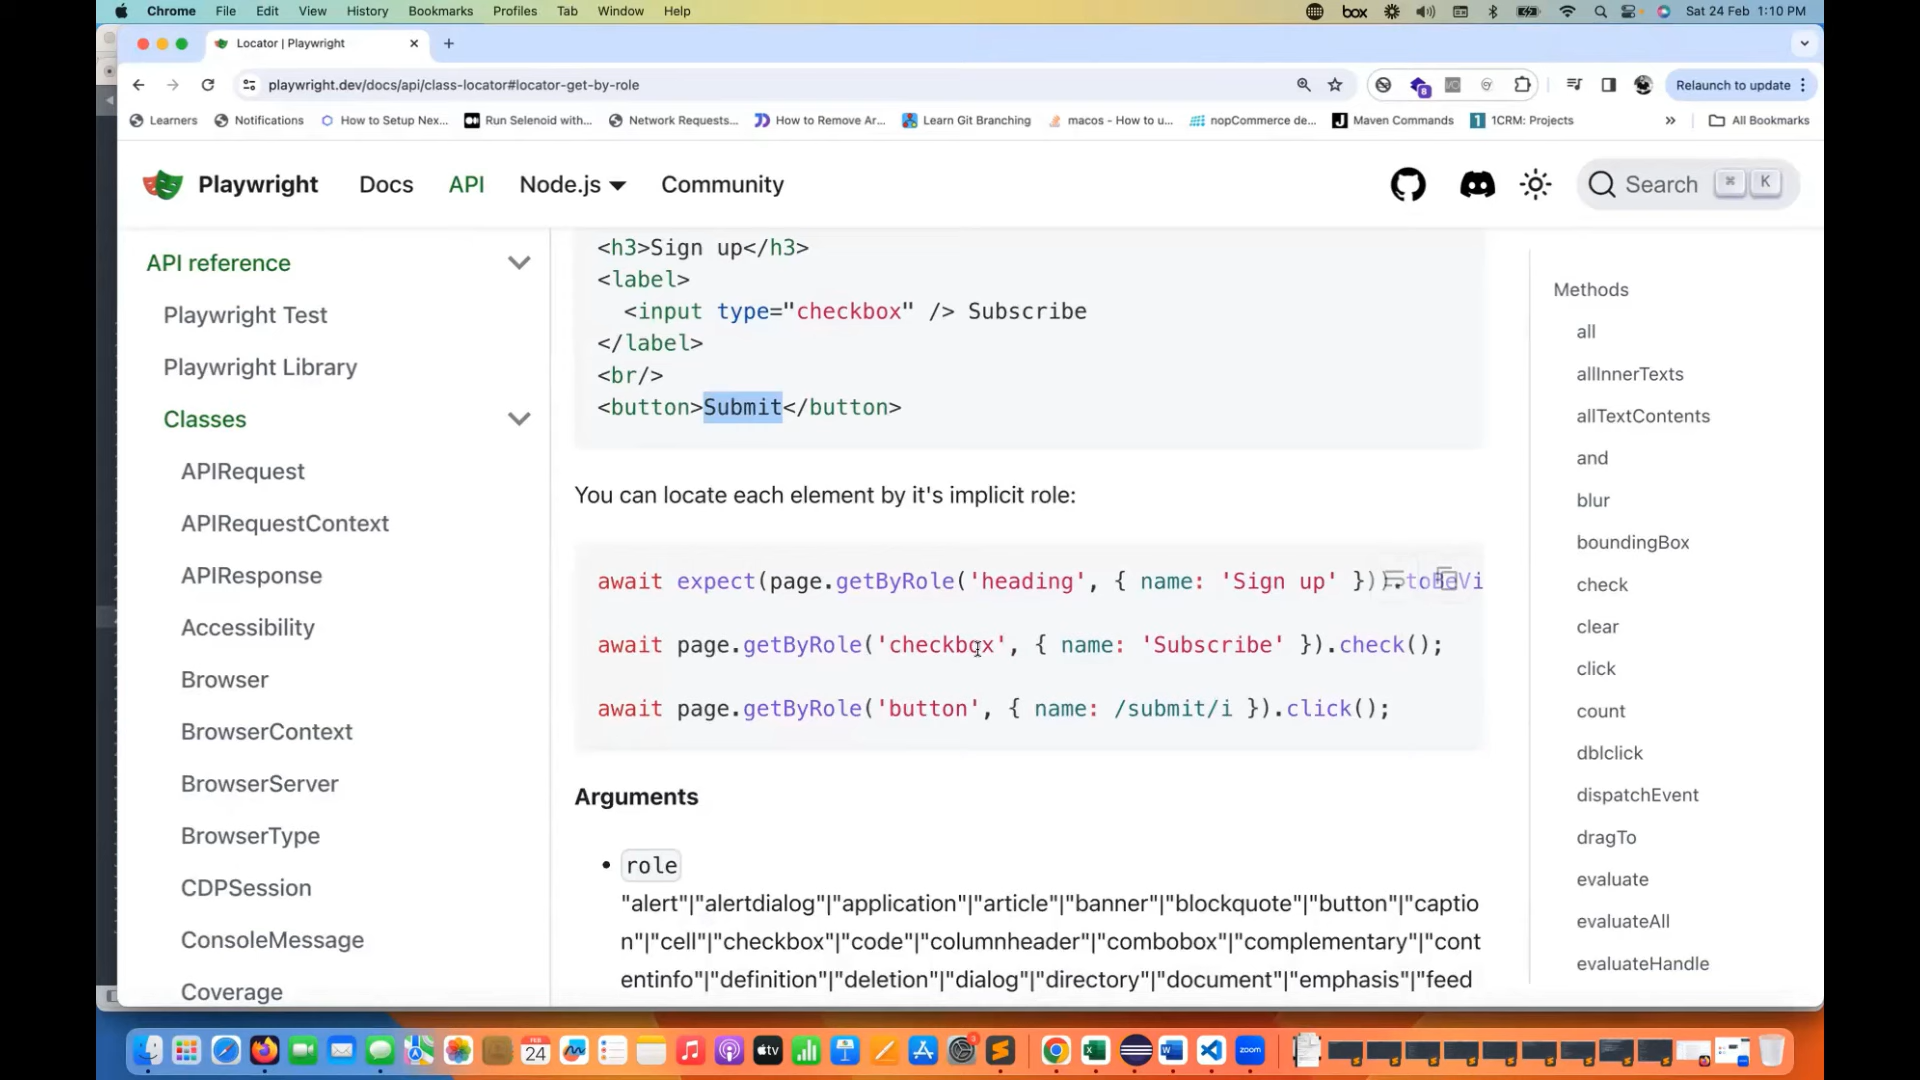 Chrome File Edit View History Bookmarks Profiles Tab Window Help box Sat 24 Feb 1:10 PM
Locator | Playwright
playwright.dev/docs/api/class-locator#locator-get-by-role 8 Relaunch to update
Learners Notifications How to Setup Nex... Run Selenoid with... Network Requests... How to Remove Ar... Learn Git Branching macos - How to u... nopCommerce de... Maven Commands 1CRM: Projects » All Bookmarks
Playwright Docs API Node.js Community Search ⌘ K
API reference
Playwright Test
Playwright Library
Classes
APIRequest
APIRequestContext
APIResponse
Accessibility
Browser
BrowserContext
BrowserServer
BrowserType
CDPSession
ConsoleMessage
Coverage
<h3>Sign up</h3>
<label>
<input type="checkbox" /> Subscribe
</label>
<br/>
<button>Submit</button>
You can locate each element by it's implicit role:
await expect(page.getByRole('heading', { name: 'Sign up' })).toBeVi
await page.getByRole('checkbox', { name: 'Subscribe' }).check();
await page.getByRole('button', { name: /submit/i }).click();
Arguments
• role
"alert"|"alertdialog"|"application"|"article"|"banner"|"blockquote"|"button"|"captio
n"|"cell"|"checkbox"|"code"|"columnheader"|"combobox"|"complementary"|"cont
entinfo"|"definition"|"deletion"|"dialog"|"directory"|"document"|"emphasis"|"feed
Methods
all
allInnerTexts
allTextContents
and
blur
boundingBox
check
clear
click
count
dblclick
dispatchEvent
dragTo
evaluate
evaluateAll
evaluateHandle
FEB
24
tv
zoom